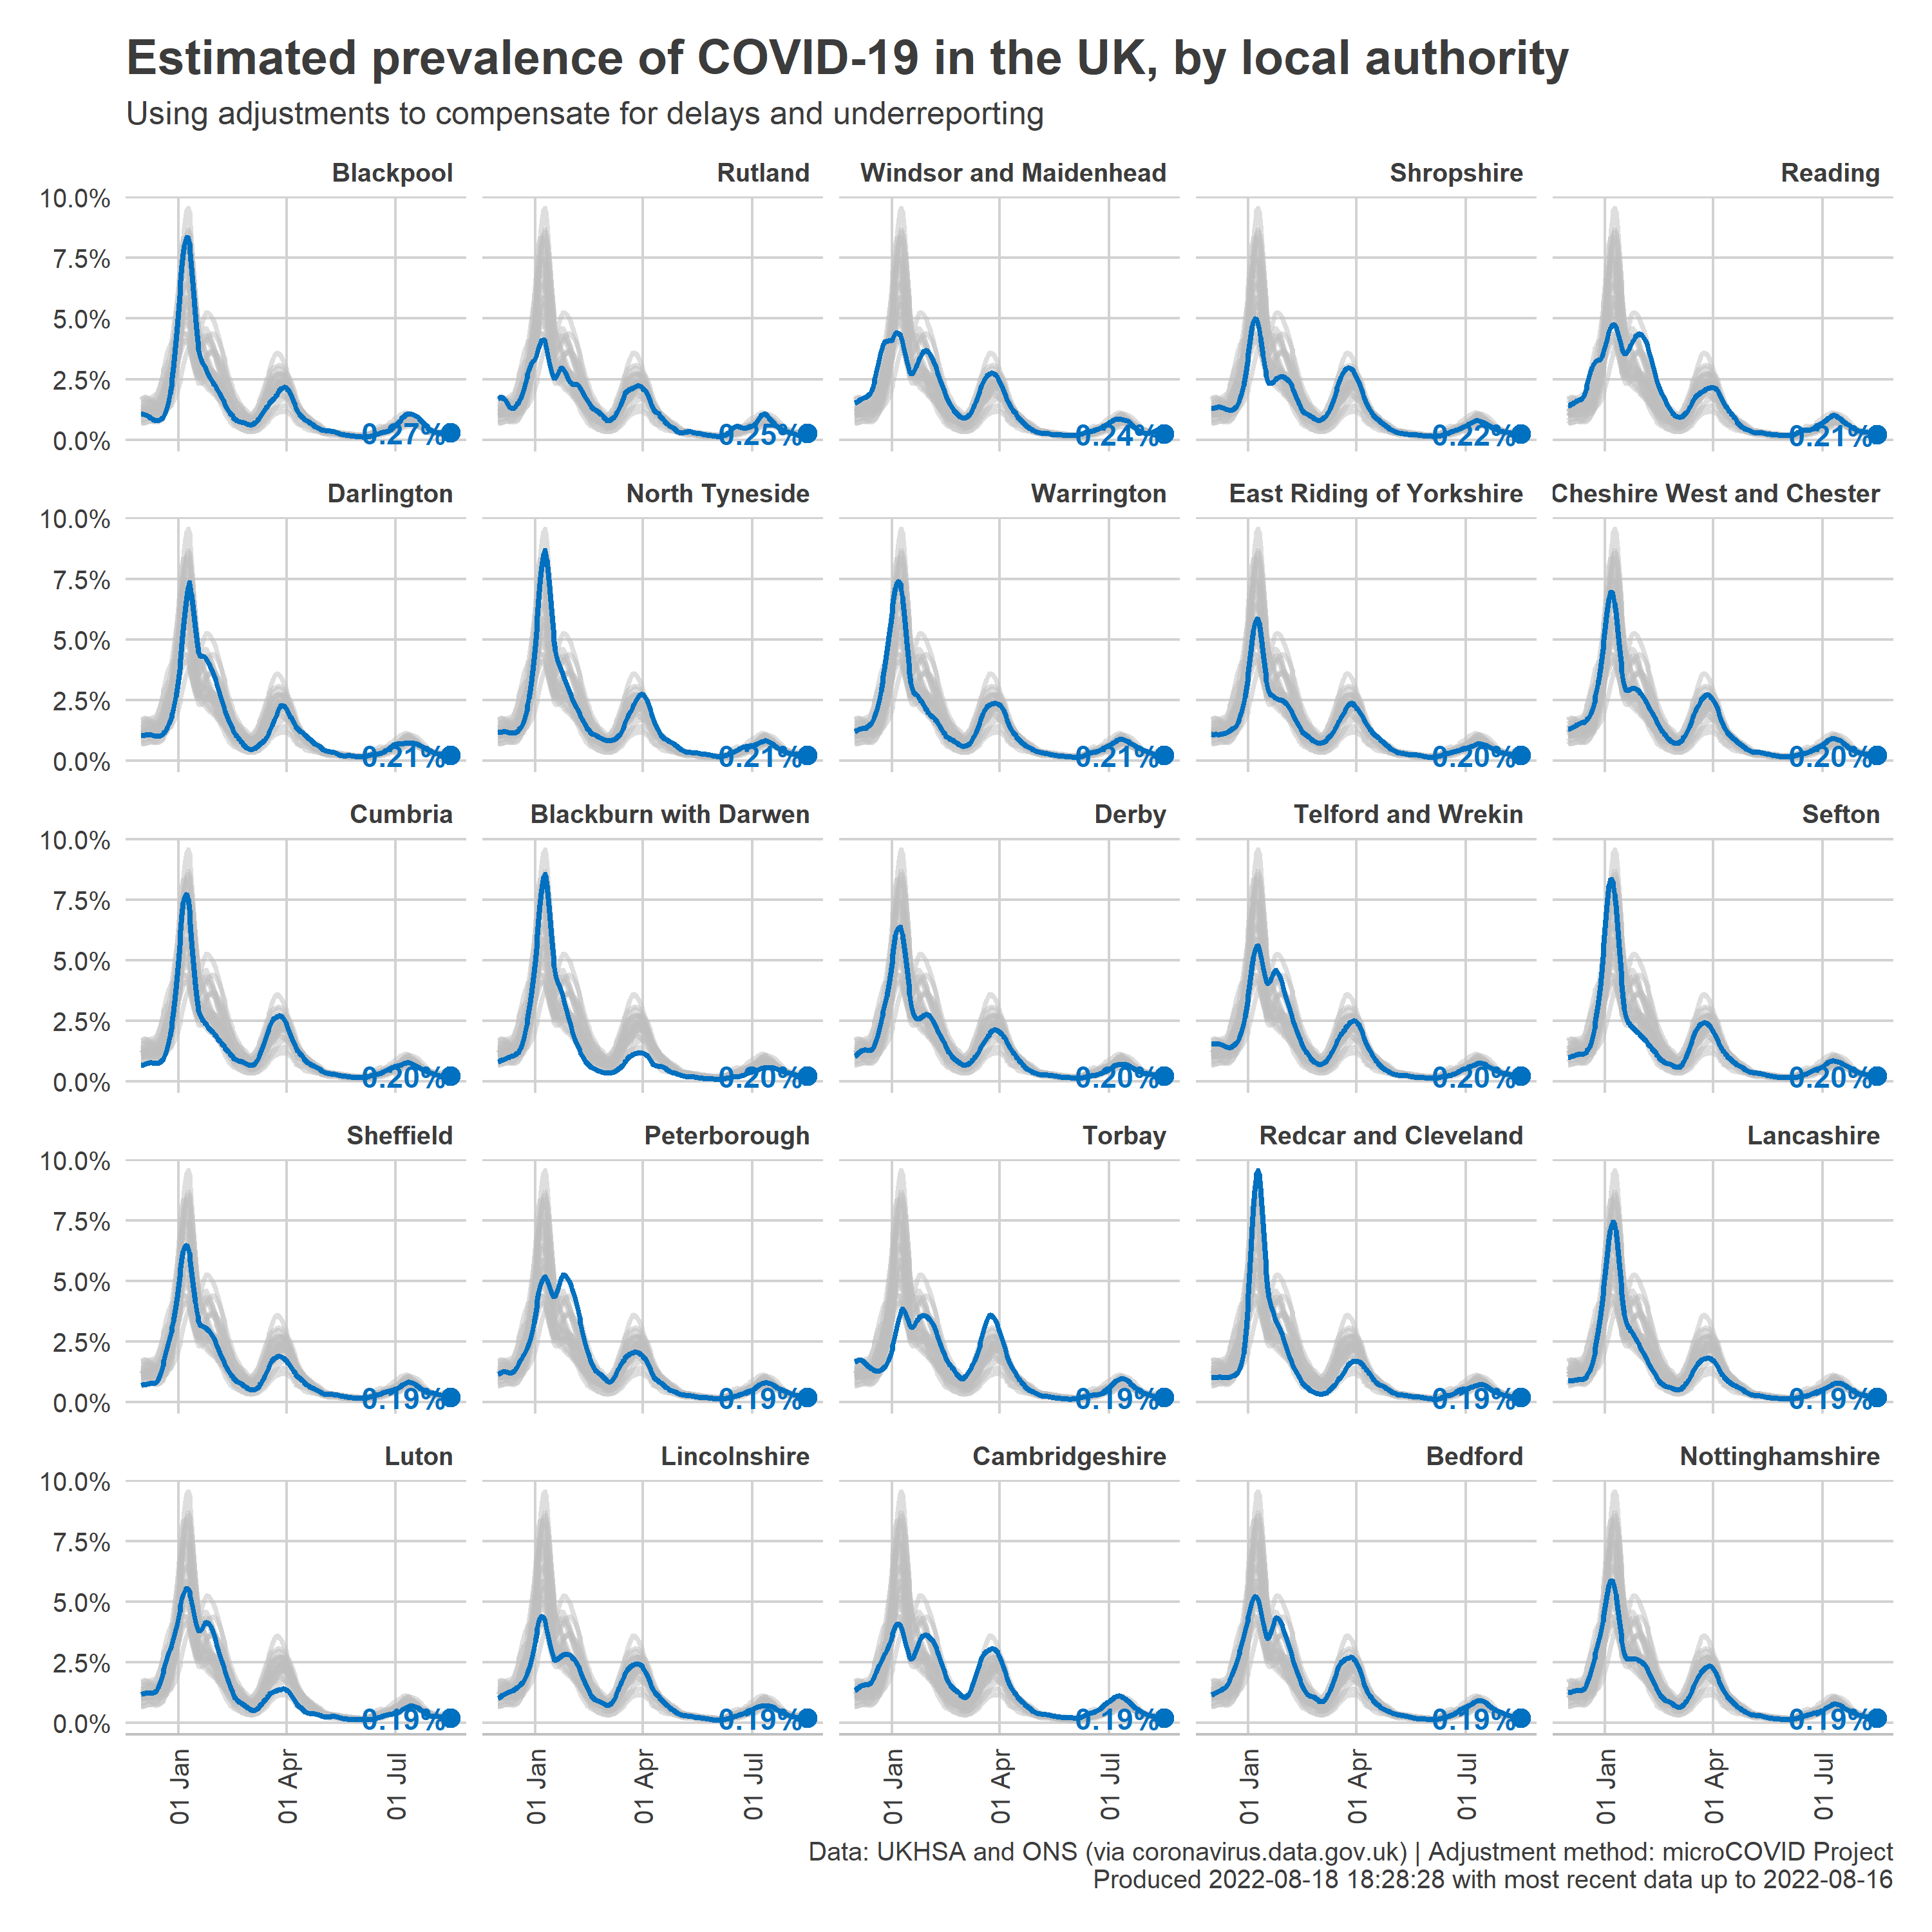 Estimated prevalence of COVID-19 in the UK, by local authority
Using adjustments to compensate for delays and underreporting
Blackpool Rutland Windsor and Maidenhead Shropshire Reading
10.0%
7.5%
5.0%
2.5%
0.0%
0.27% 0.25% 0.24% 0.22% 0.21%
Darlington North Tyneside Warrington East Riding of Yorkshire Cheshire West and Chester
10.0%
7.5%
5.0%
2.5%
0.0%
0.21% 0.21% 0.21% 0.20% 0.20%
Cumbria Blackburn with Darwen Derby Telford and Wrekin Sefton
10.0%
7.5%
5.0%
2.5%
0.0%
0.20% 0.20% 0.20% 0.20% 0.20%
Sheffield Peterborough Torbay Redcar and Cleveland Lancashire
10.0%
7.5%
5.0%
2.5%
0.0%
0.19% 0.19% 0.19% 0.19% 0.19%
Luton Lincolnshire Cambridgeshire Bedford Nottinghamshire
10.0%
7.5%
5.0%
2.5%
0.0%
0.19% 0.19% 0.19% 0.19% 0.19%
01 Jan 01 Apr 01 Jul 01 Jan 01 Apr 01 Jul 01 Jan 01 Apr 01 Jul 01 Jan 01 Apr 01 Jul 01 Jan 01 Apr 01 Jul
Data: UKHSA and ONS (via coronavirus.data.gov.uk) | Adjustment method: microCOVID Project
Produced 2022-08-18 18:28:28 with most recent data up to 2022-08-16